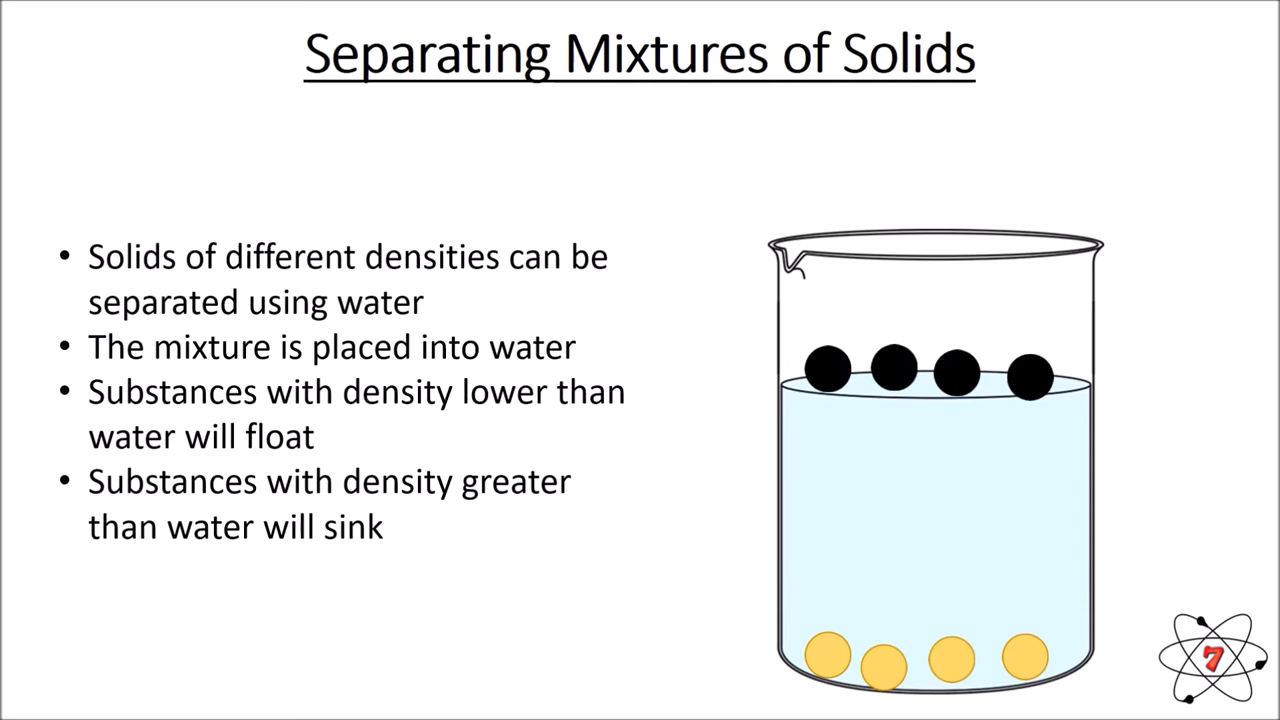 Separating Mixtures of Solids
• Solids of different densities can be
separated using water
• The mixture is placed into water
• Substances with density lower than
water will float
• Substances with density greater
than water will sink
7